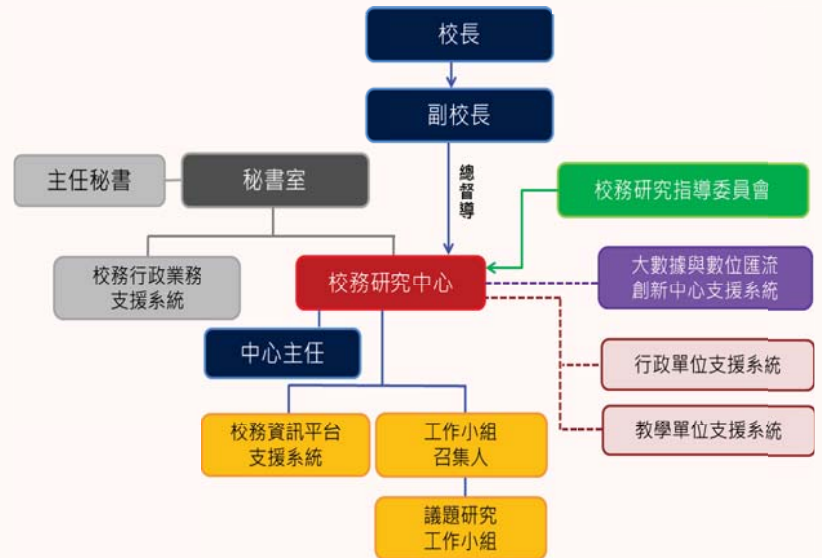 校長
副校長
總督導
主任秘書
秘書室
校務研究指導委員會
校務行政業務
支援系統
校務研究中心
大數據與數位匯流
創新中心支援系統
中心主任
行政單位支援系統
校務資訊平台
支援系統
工作小組
召集人
教學單位支援系統
議題研究
工作小組